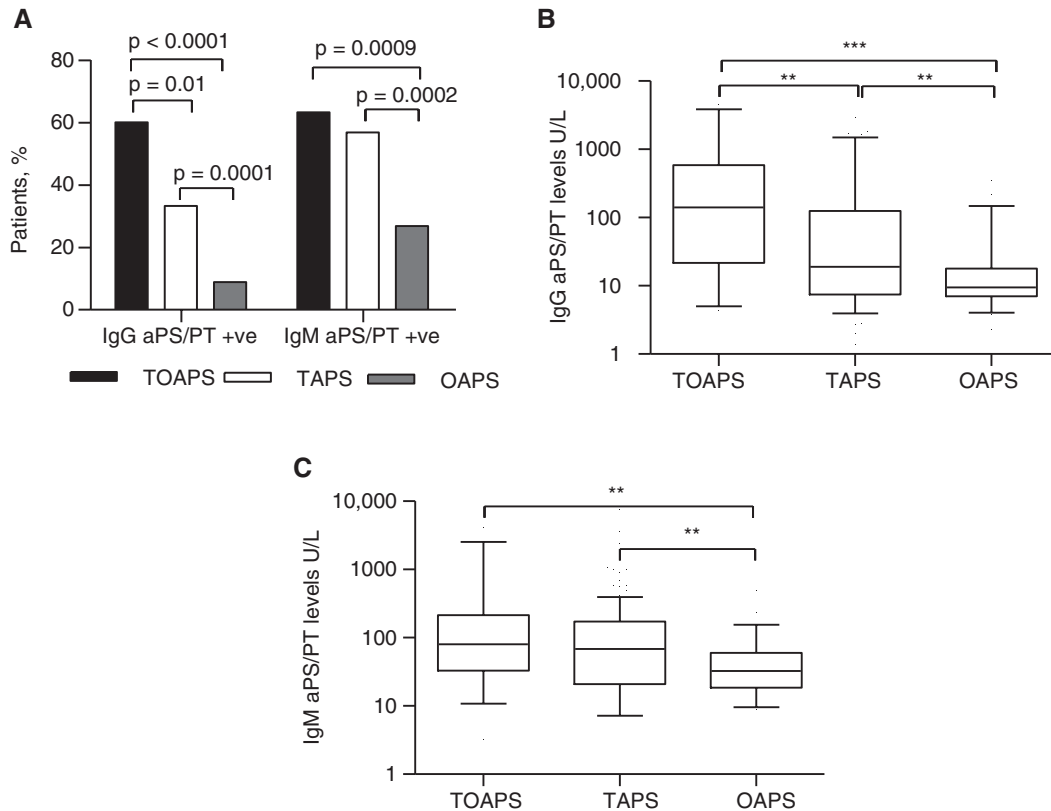 A
p < 0.0001
p = 0.01
p = 0.0001
p = 0.0009
p = 0.0002
Patients, %
80
60
40
20
0
IgG aPS/PT +ve
IgM aPS/PT +ve
TOAPS
TAPS
OAPS
B
***
**
**
IgG aPS/PT levels U/L
10,000
1000
100
10
1
TOAPS
TAPS
OAPS
C
**
**
IgM aPS/PT levels U/L
10,000
1000
100
10
1
TOAPS
TAPS
OAPS